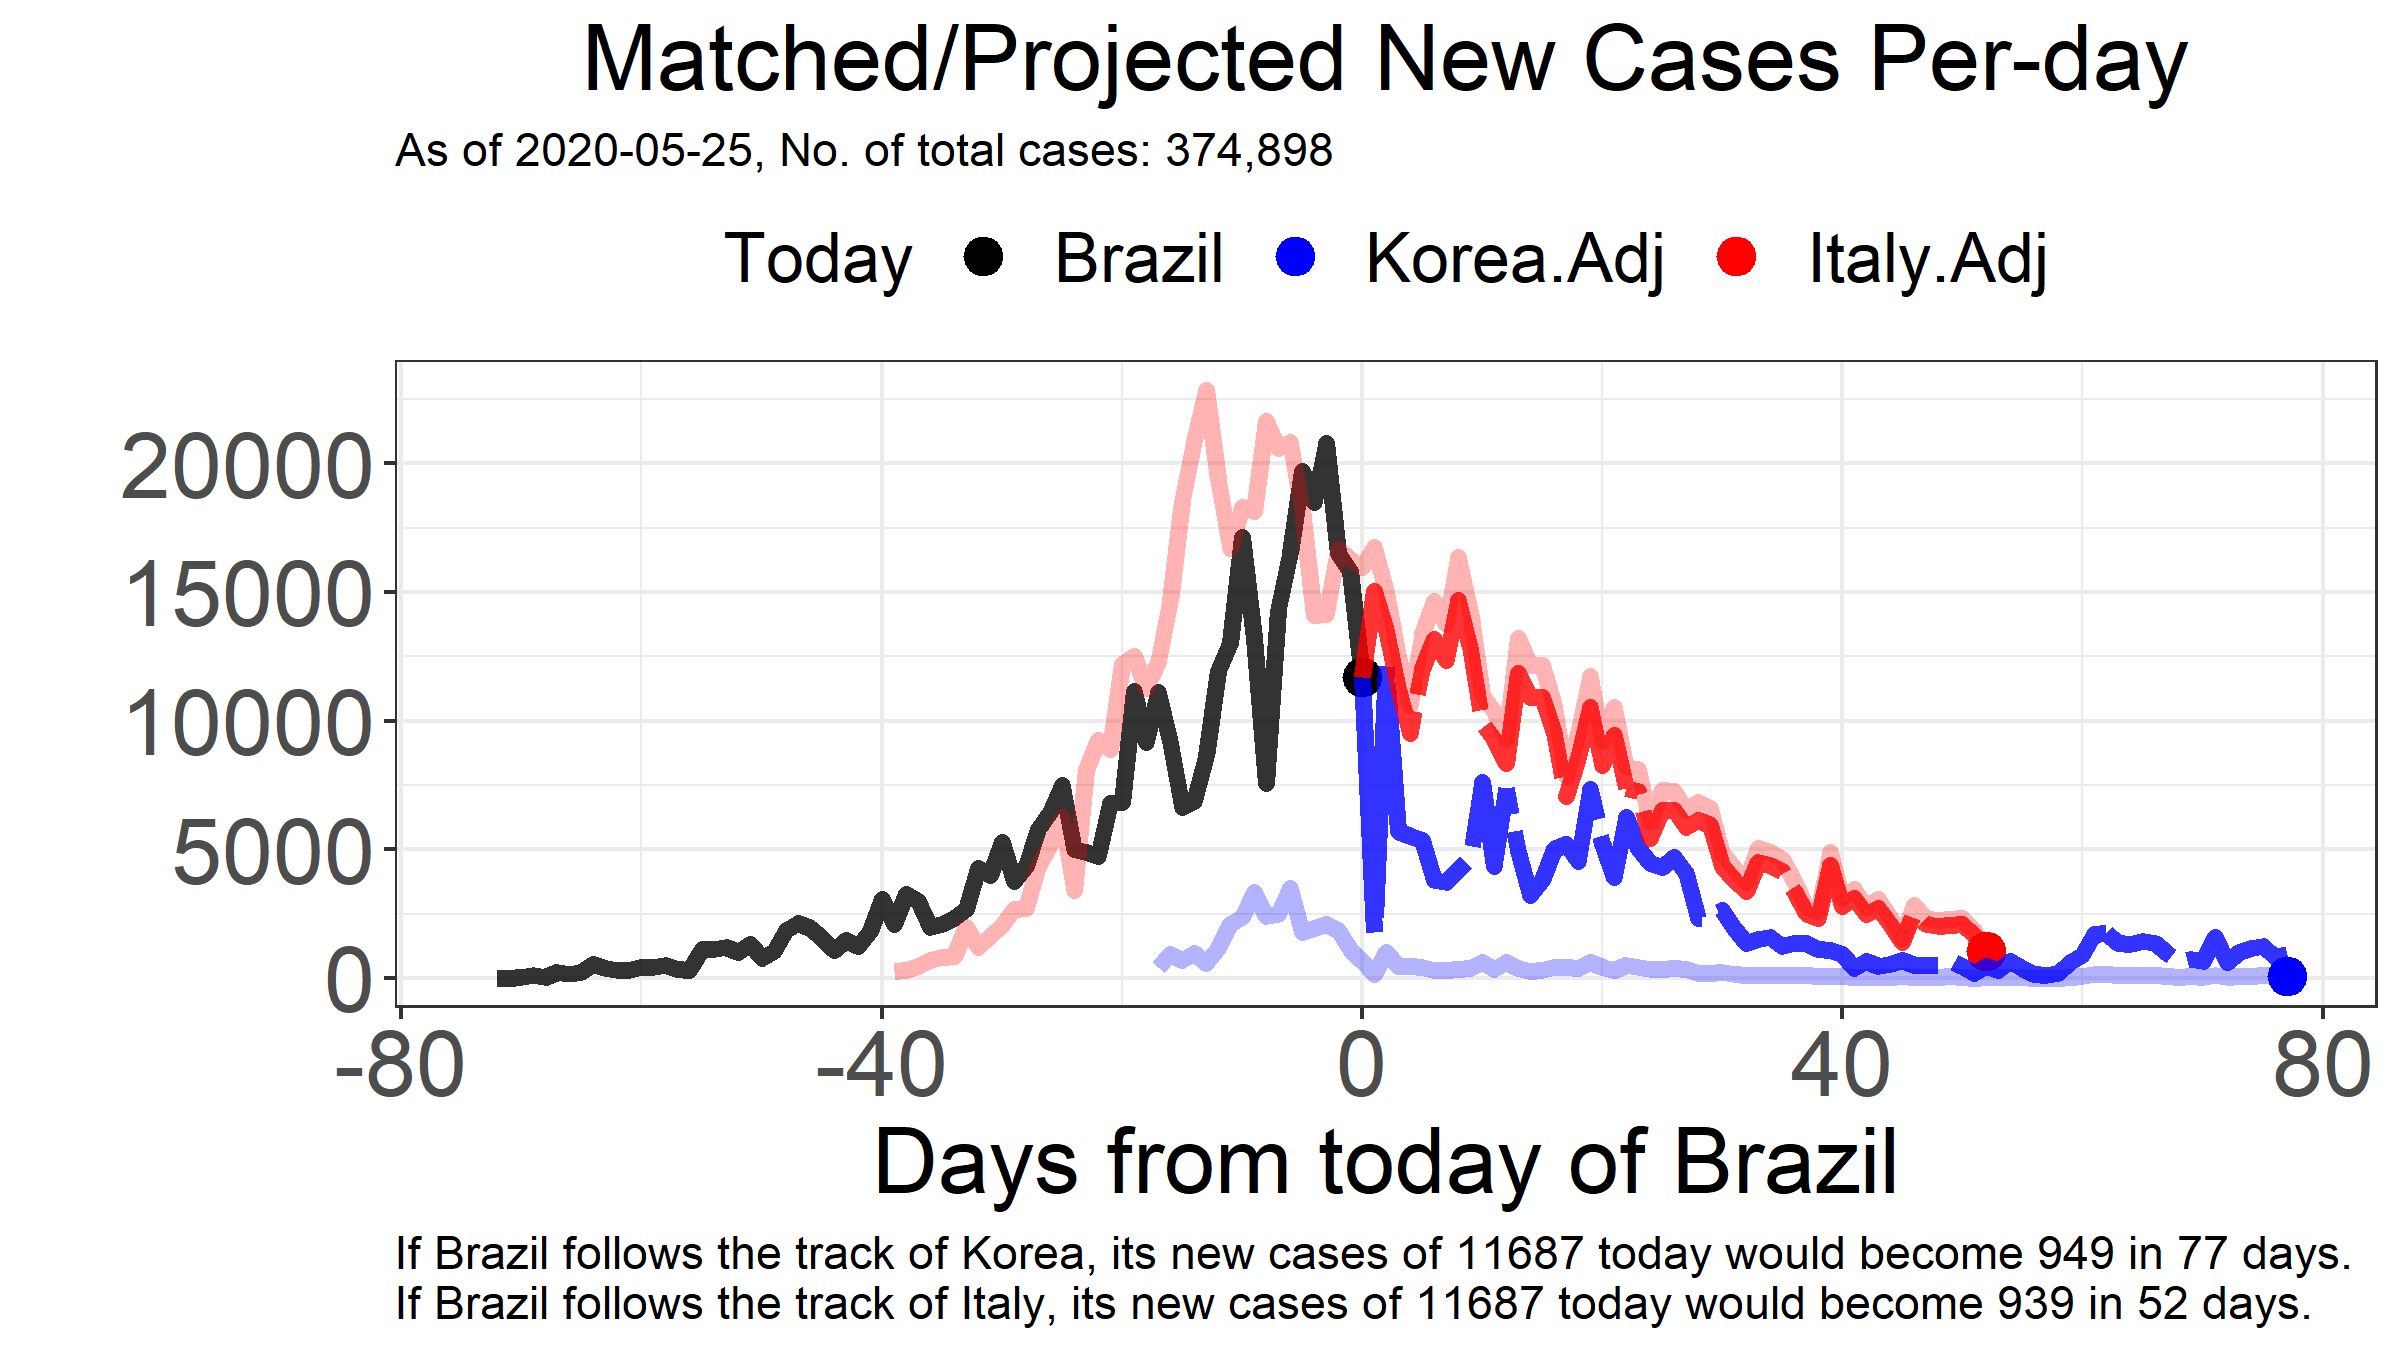 Matched/Projected New Cases Per-day
As of 2020-05-25, No. of total cases: 374,898
Today Brazil Korea.Adj Italy.Adj
20000
15000
10000
5000
0
-80 -40 0 40 80
Days from today of Brazil
If Brazil follows the track of Korea, its new cases of 11687 today would become 949 in 77 days.
If Brazil follows the track of Italy, its new cases of 11687 today would become 939 in 52 days.